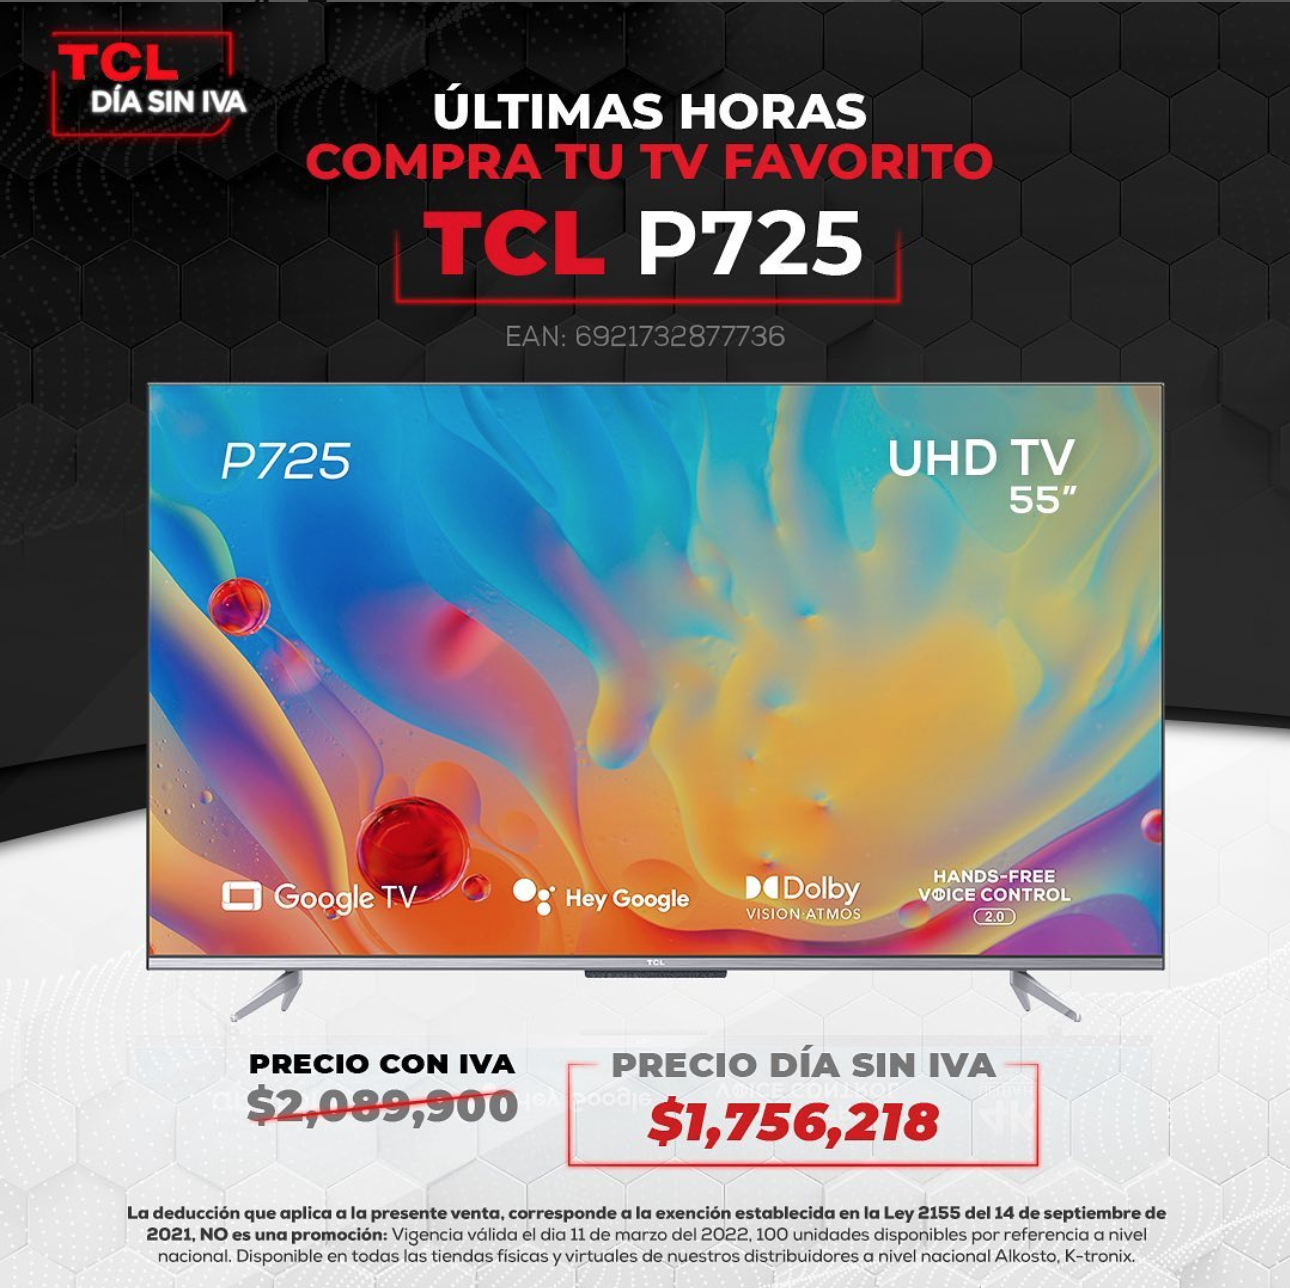 TCL
DÍA SIN IVA
ÚLTIMAS HORAS
COMPRA TU TV FAVORITO
TCL P725
EAN: 6921732877736
P725
UHD TV
55”
Google TV
Hey Google
Dolby
VISION·ATMOS
HANDS-FREE
VOICE CONTROL
2.0
TCL
PRECIO CON IVA
$2,089,900
PRECIO DÍA SIN IVA
$1,756,218
La deducción que aplica a la presente venta, corresponde a la exención establecida en la Ley 2155 del 14 de septiembre de
2021, NO es una promoción: Vigencia válida el dia 11 de marzo del 2022, 100 unidades disponibles por referencia a nivel
nacional. Disponible en todas las tiendas físicas y virtuales de nuestros distribuidores a nivel nacional Alkosto, K-tronix.